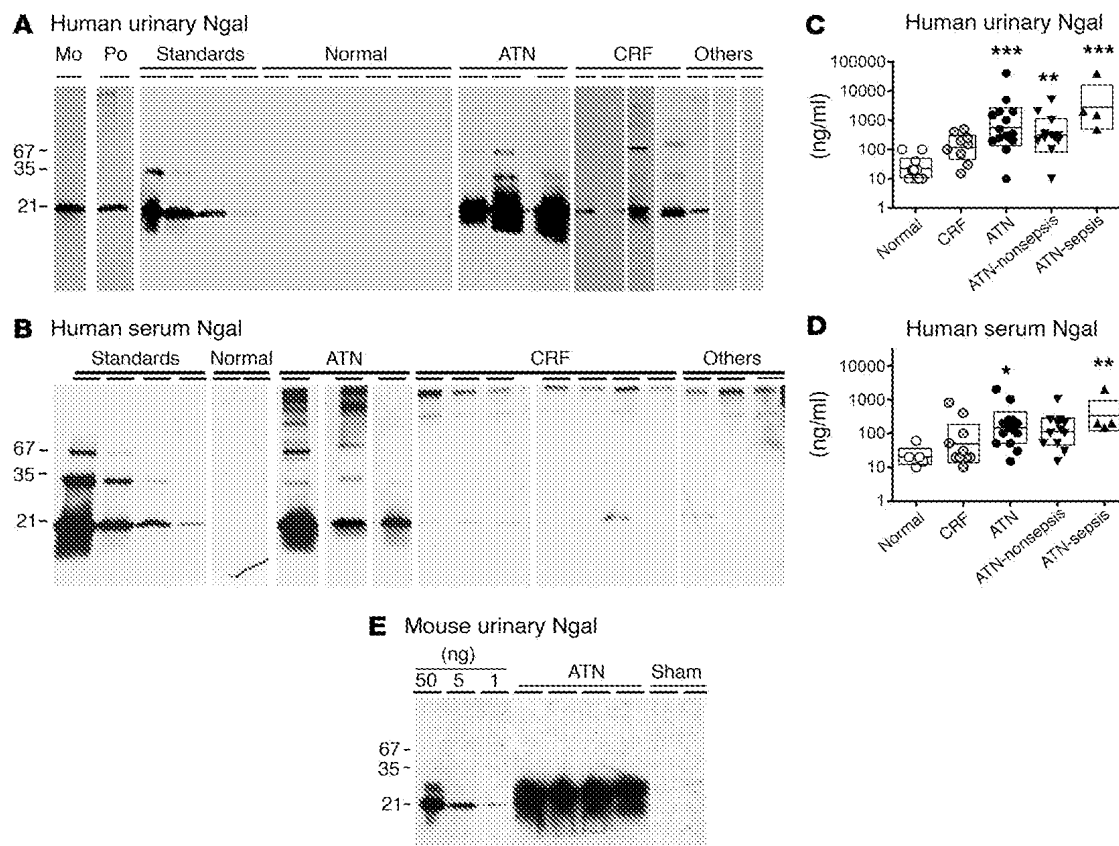 A Human urinary Ngal
Mo Po Standards Normal ATN CRF Others
67
35
21
B Human serum Ngal
Standards Normal ATN CRF Others
67
35
21
C Human urinary Ngal
*** ** ***
(ng/ml)
100000
10000
1000
100
10
1
Normal CRF ATN ATN-nonsepsis ATN-sepsis
D Human serum Ngal
* **
(ng/ml)
10000
1000
100
10
1
Normal CRF ATN ATN-nonsepsis ATN-sepsis
E Mouse urinary Ngal
(ng)
50 5 1 ATN Sham
67
35
21